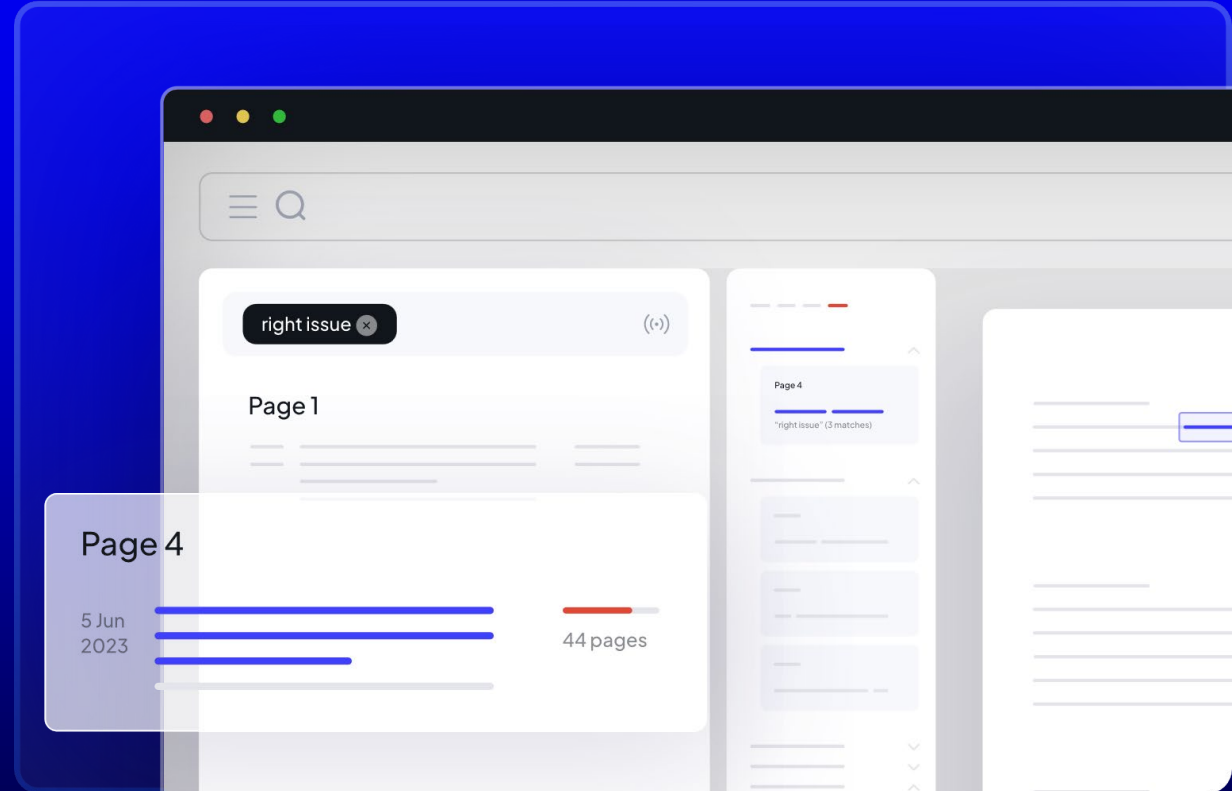 right issue
Page 1
Page 4
5 Jun
2023
44 pages
Page 4
"right issue" (3 matches)